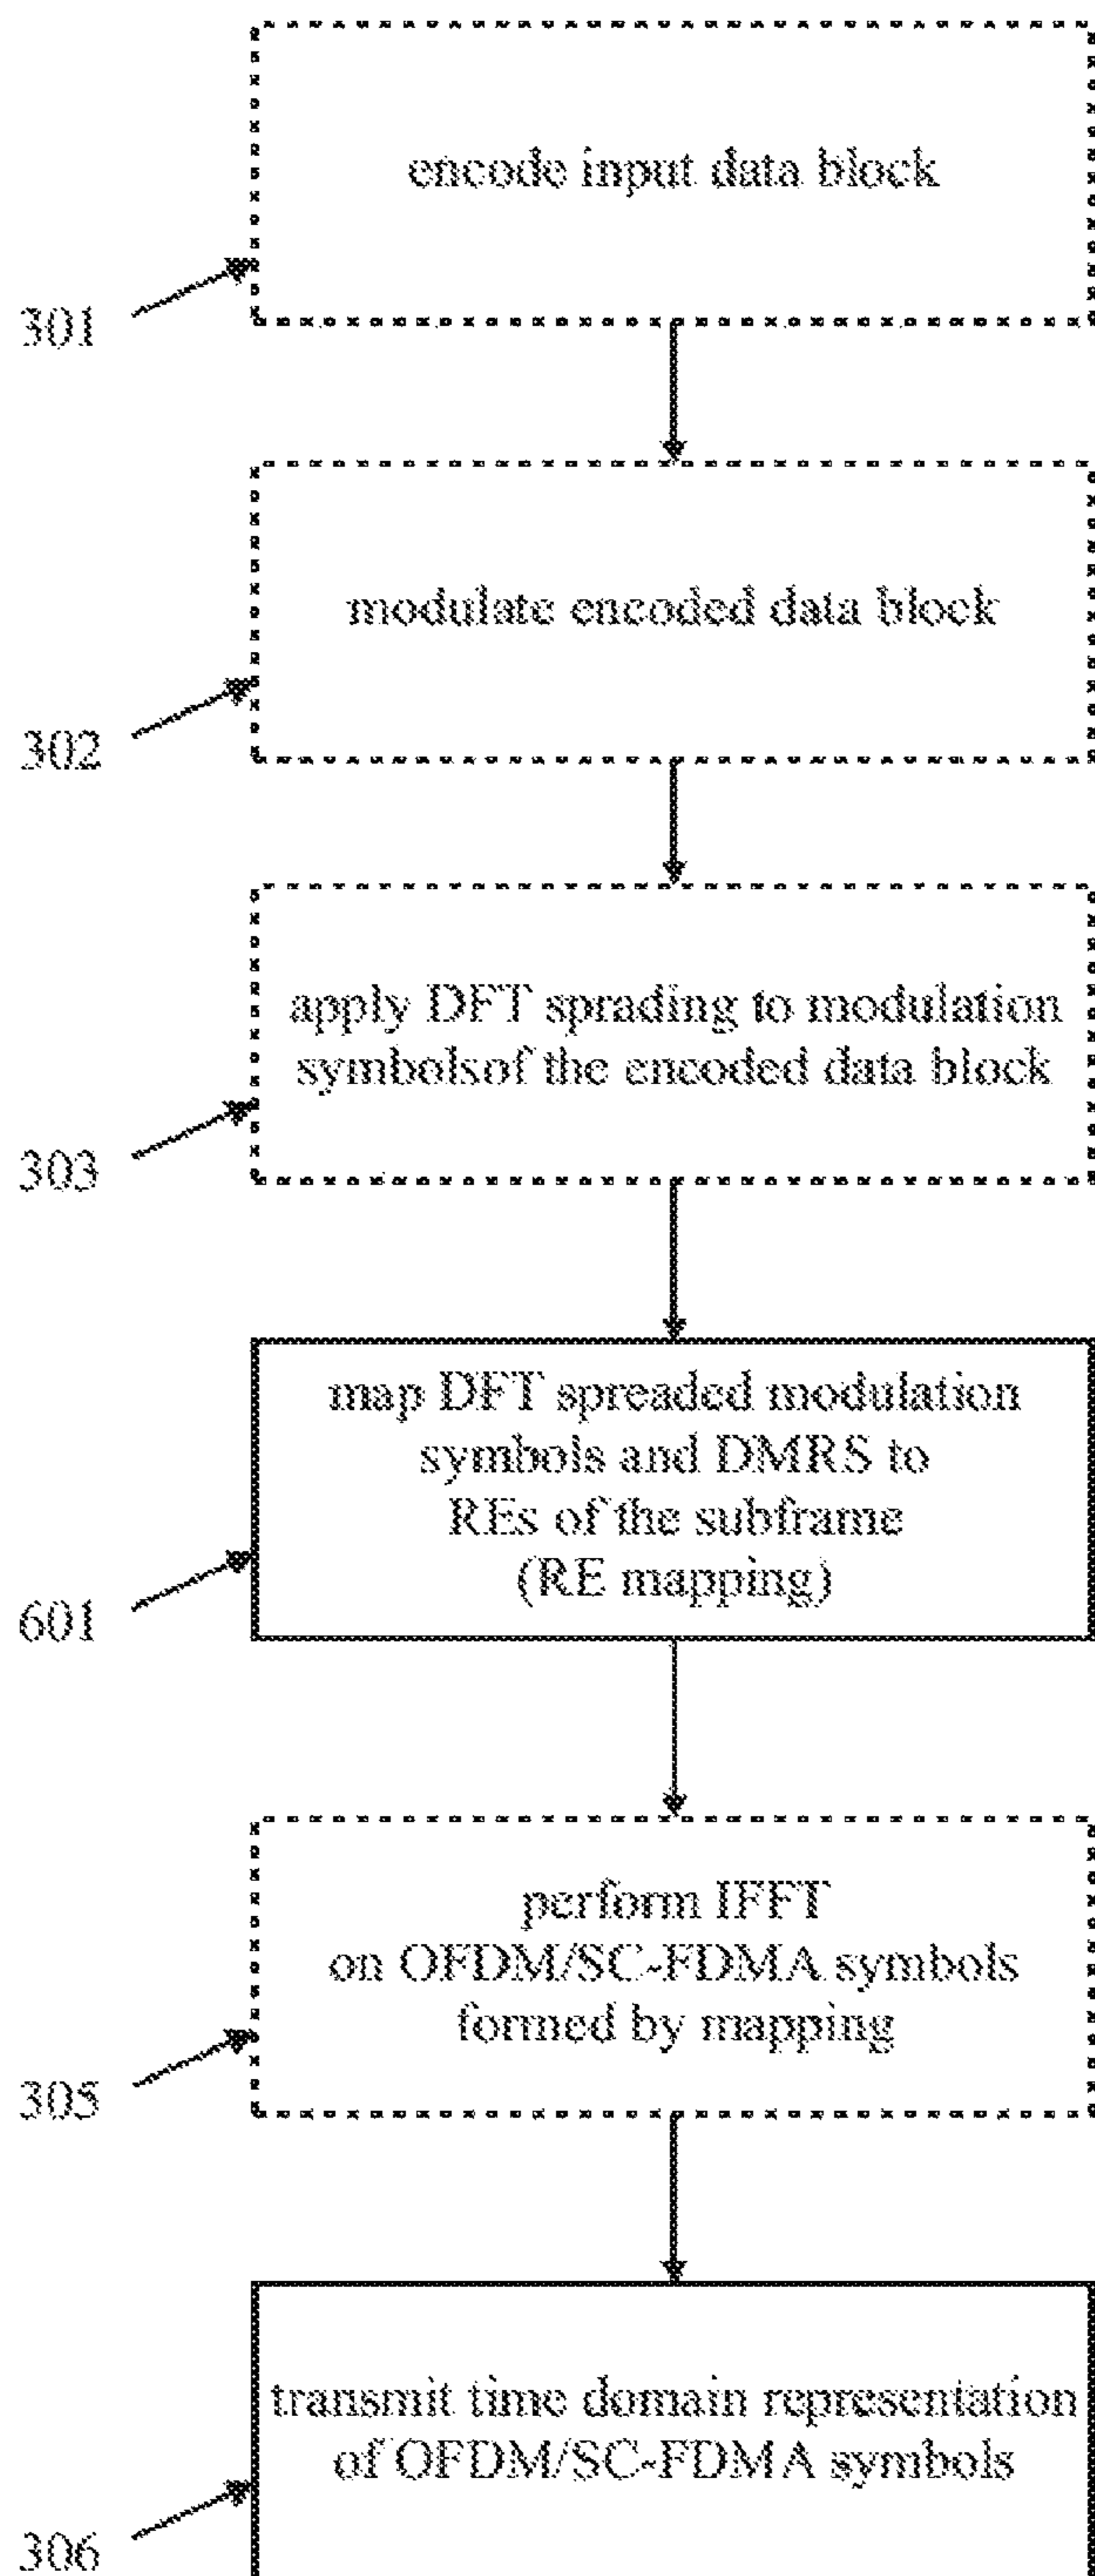 encode input data block
301
modulate encoded data block
302
apply DFT sprading to modulation
symbolsof the encoded data block
303
map DFT spreaded modulation
symbols and DMRS to
REs of the subframe
(RE mapping)
601
perform IFFT
on OFDM/SC-FDMA symbols
formed by mapping
305
transmit time domain representation
of OFDM/SC-FDMA symbols
306